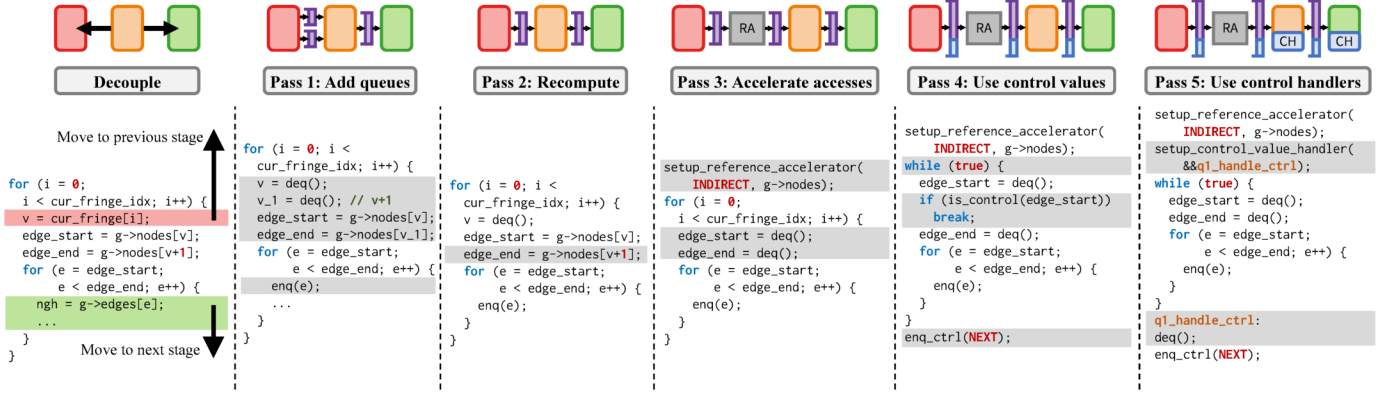 Decouple
Move to previous stage
for (i = 0;
i < cur_fringe_idx; i++) {
v = cur_fringe[i];
edge_start = g->nodes[v];
edge_end = g->nodes[v+1];
for (e = edge_start;
e < edge_end; e++) {
ngh = g->edges[e];
...
}
}
Move to next stage
Pass 1: Add queues
for (i = 0; i <
cur_fringe_idx; i++) {
v = deq();
v_1 = deq(); // v+1
edge_start = g->nodes[v];
edge_end = g->nodes[v_1];
for (e = edge_start;
e < edge_end; e++) {
enq(e);
...
}
}
Pass 2: Recompute
for (i = 0; i <
cur_fringe_idx; i++) {
v = deq();
edge_start = g->nodes[v];
edge_end = g->nodes[v+1];
for (e = edge_start;
e < edge_end; e++) {
enq(e);
}
}
RA
Pass 3: Accelerate accesses
setup_reference_accelerator(
INDIRECT, g->nodes);
for (i = 0;
i < cur_fringe_idx; i++) {
edge_start = deq();
edge_end = deq();
for (e = edge_start;
e < edge_end; e++) {
enq(e);
}
}
RA
Pass 4: Use control values
setup_reference_accelerator(
INDIRECT, g->nodes);
while (true) {
edge_start = deq();
if (is_control(edge_start))
break;
edge_end = deq();
for (e = edge_start;
e < edge_end; e++) {
enq(e);
}
}
enq_ctrl(NEXT);
RA
CH
CH
Pass 5: Use control handlers
setup_reference_accelerator(
INDIRECT, g->nodes);
setup_control_value_handler(
&&q1_handle_ctrl);
while (true) {
edge_start = deq();
edge_end = deq();
for (e = edge_start;
e < edge_end; e++) {
enq(e);
}
}
q1_handle_ctrl:
deq();
enq_ctrl(NEXT);